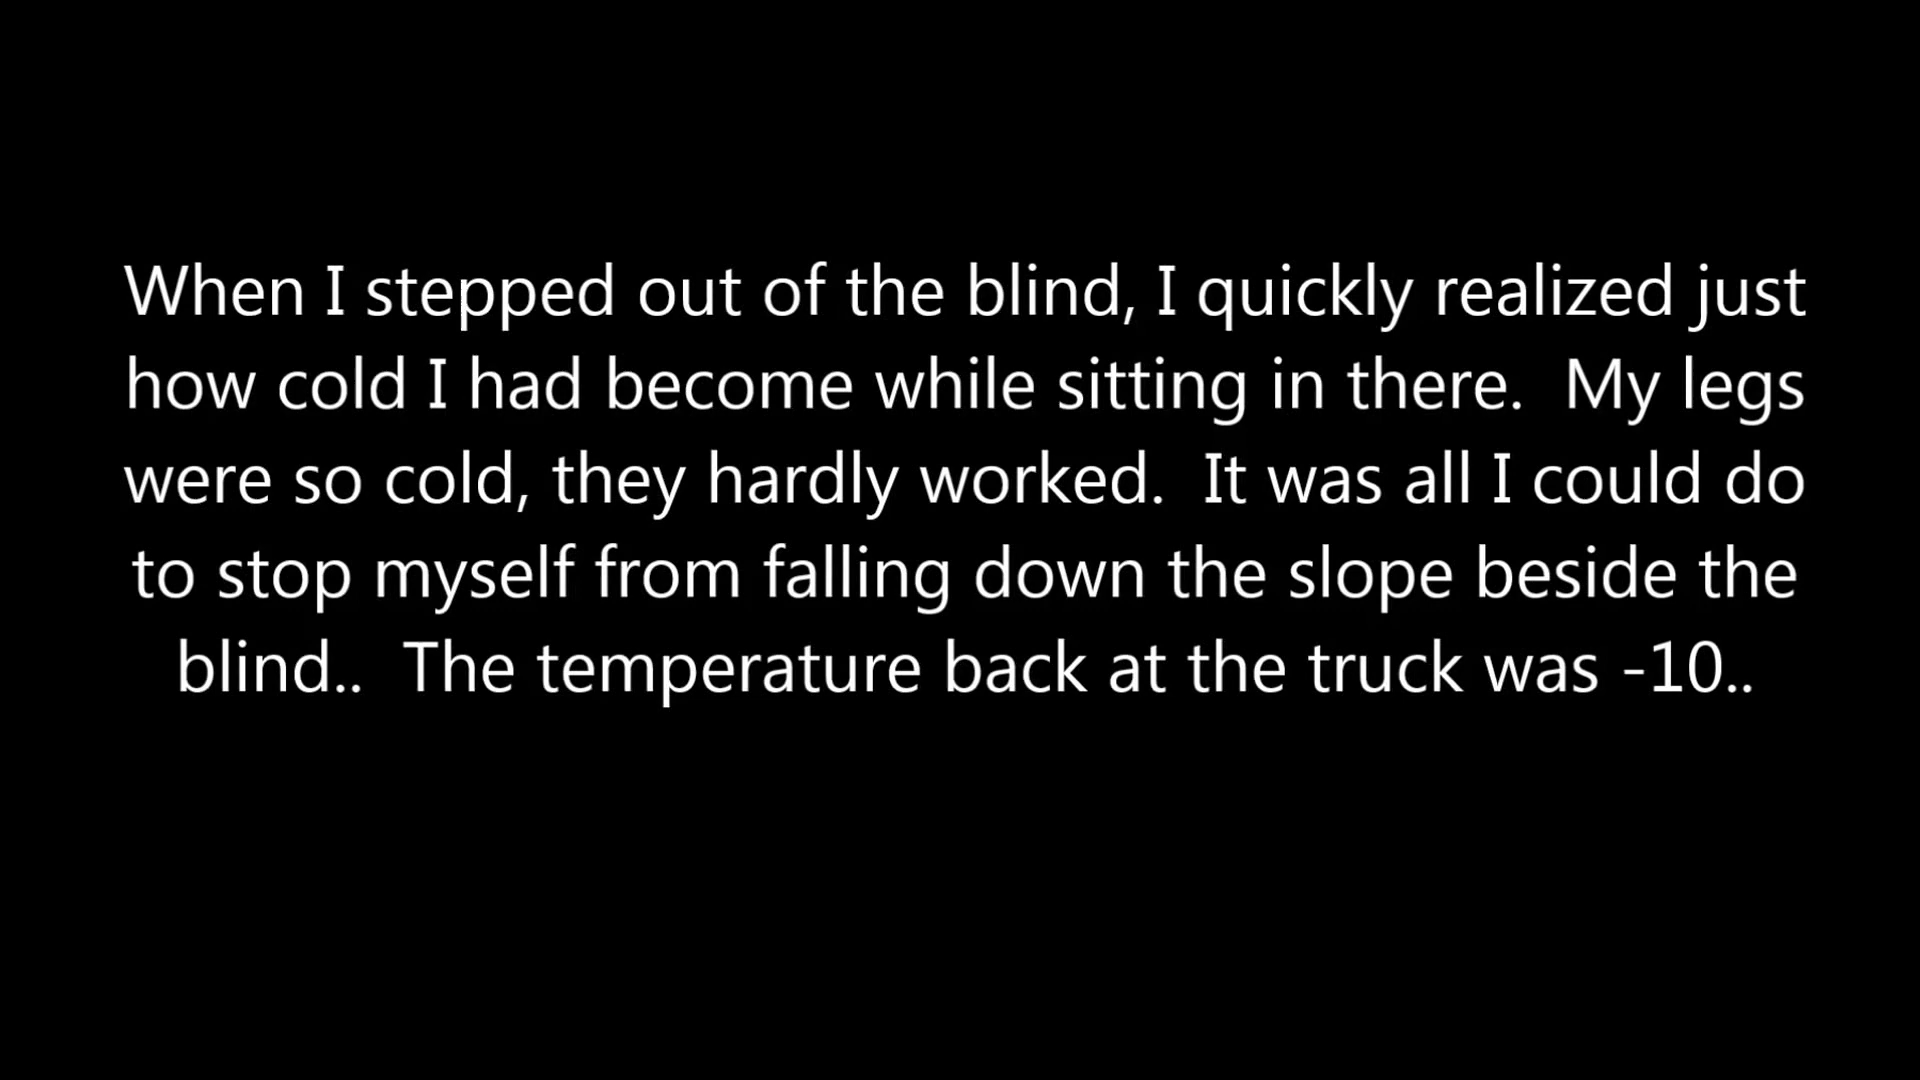 When I stepped out of the blind, I quickly realized just
how cold I had become while sitting in there.  My legs
were so cold, they hardly worked.  It was all I could do
to stop myself from falling down the slope beside the
blind..  The temperature back at the truck was -10..